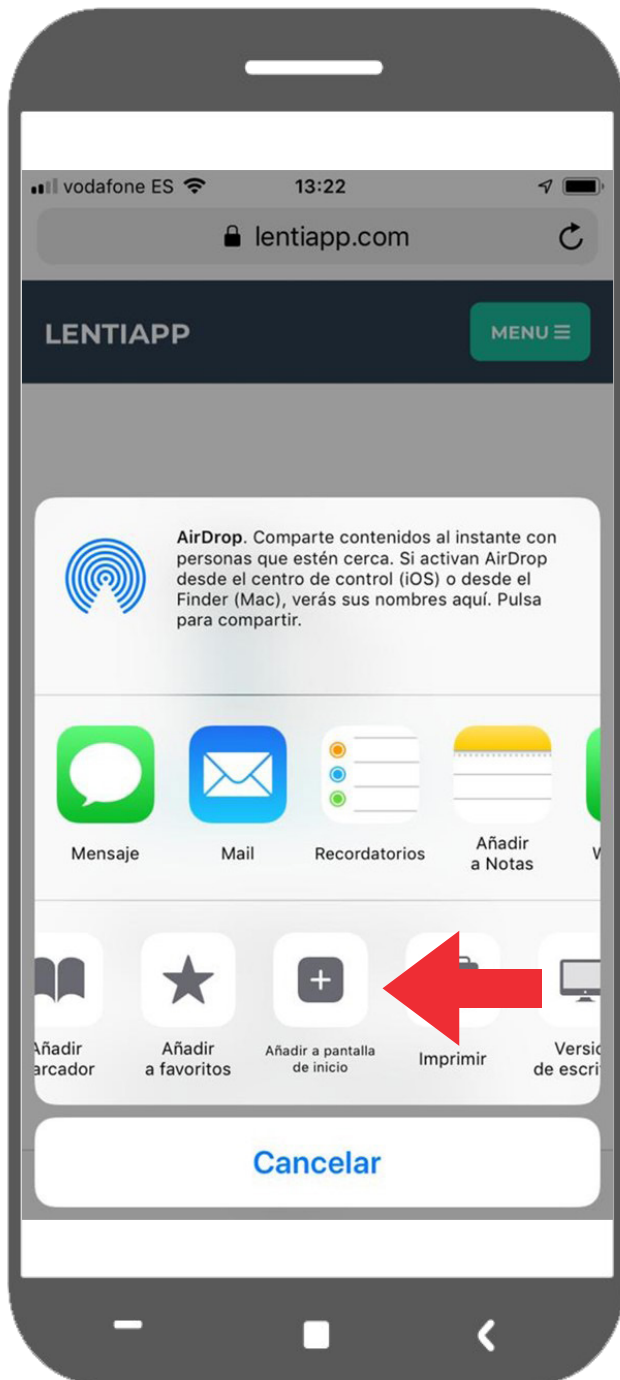 vodafone ES 13:22
lentiapp.com
LENTIAPP
MENU
AirDrop. Comparte contenidos al instante con
personas que estén cerca. Si activan AirDrop
desde el centro de control (iOS) o desde el
Finder (Mac), verás sus nombres aquí. Pulsa
para compartir.
Mensaje
Mail
Recordatorios
Añadir
a Notas
Añadir
a favoritos
Añadir a pantalla
de inicio
Imprimir
Cancelar